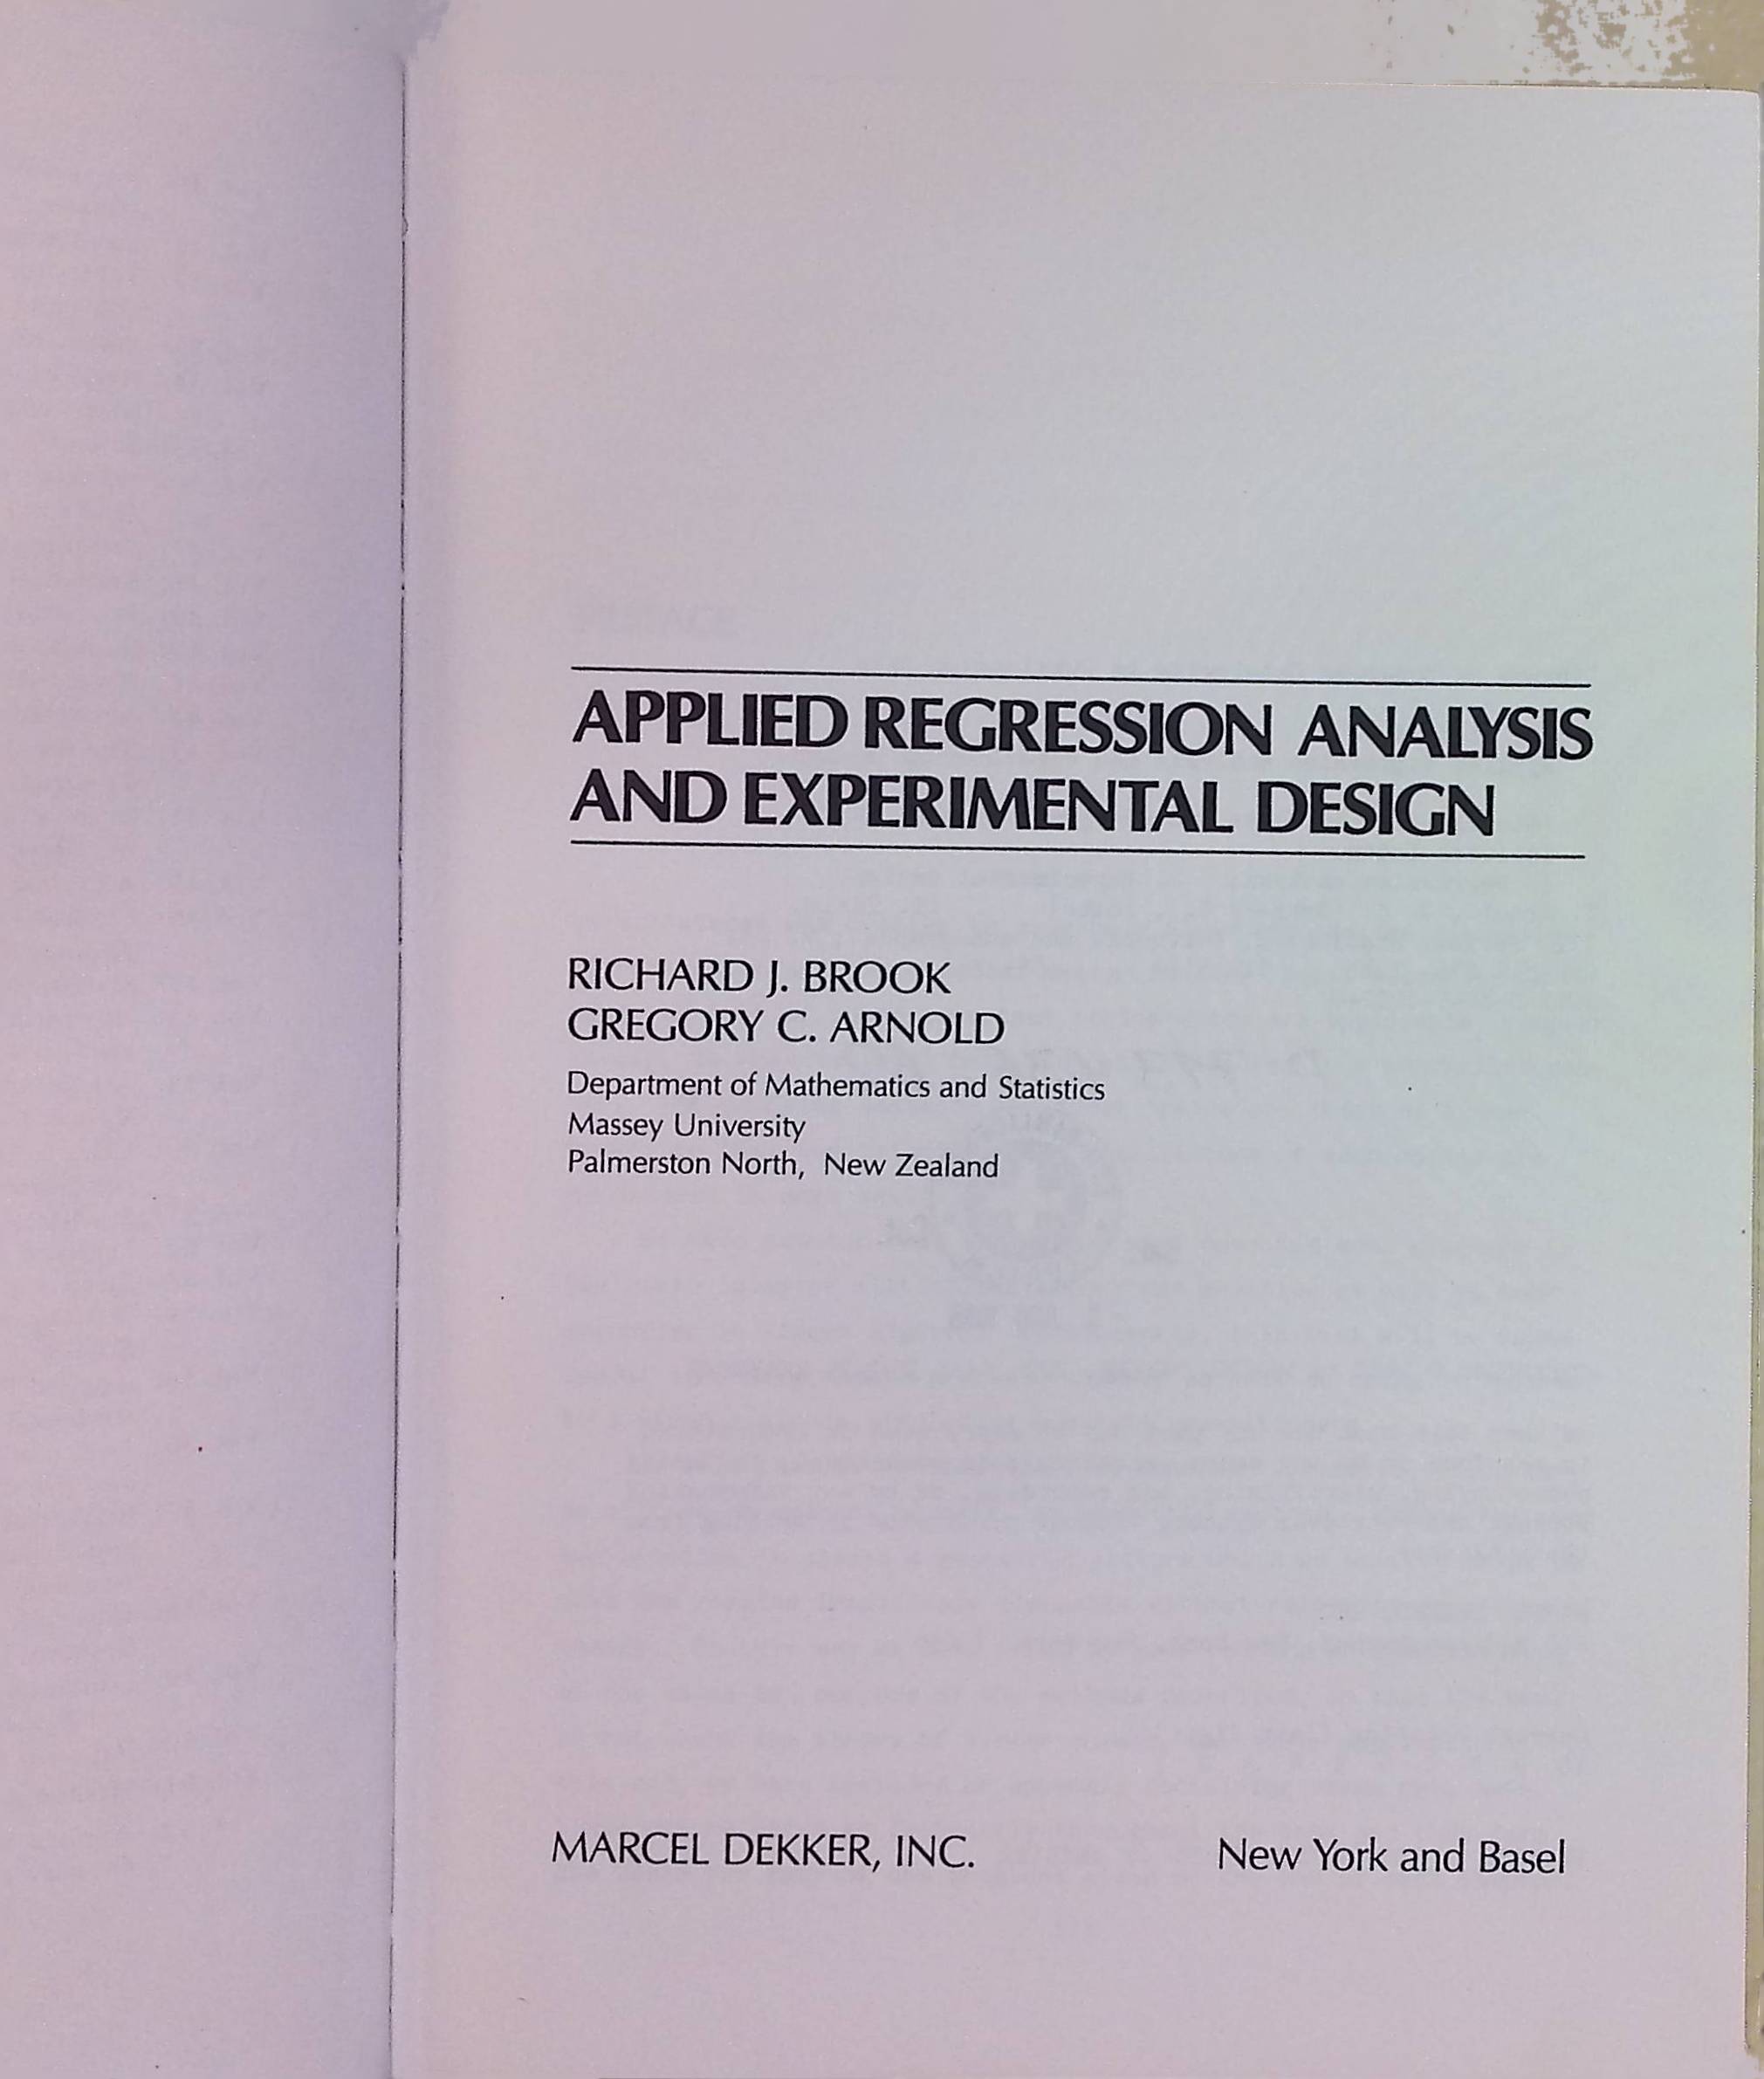 APPLIED REGRESSION ANALYSIS
AND EXPERIMENTAL DESIGN
RICHARD J. BROOK
GREGORY C. ARNOLD
Department of Mathematics and Statistics
Massey University
Palmerston North, New Zealand
MARCEL DEKKER, INC. New York and Basel